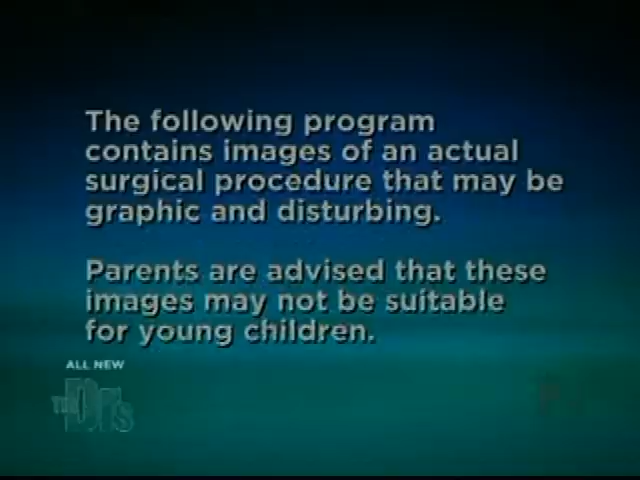 The following program
contains images of an actual
surgical procedure that may be
graphic and disturbing.
Parents are advised that these
images may not be suitable
for young children.
ALL NEW
THE DR'S